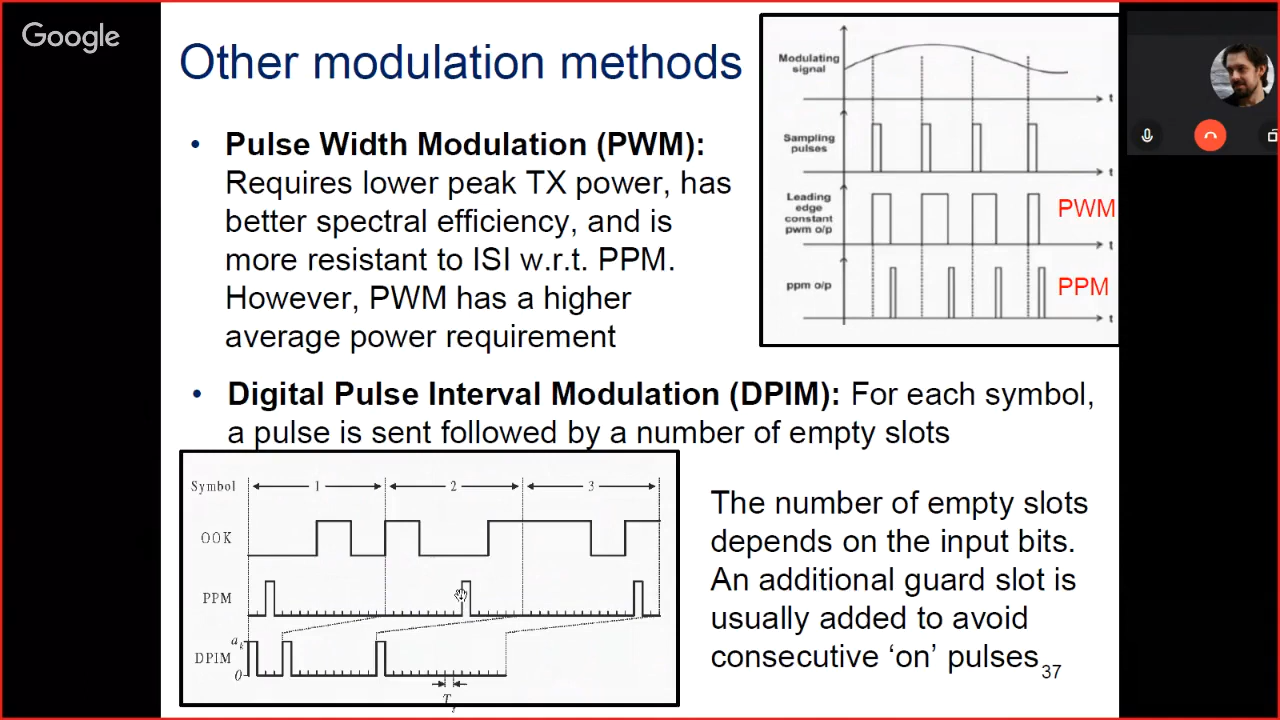 Google
Other modulation methods
• Pulse Width Modulation (PWM):
Requires lower peak TX power, has
better spectral efficiency, and is
more resistant to ISI w.r.t. PPM.
However, PWM has a higher
average power requirement
Modulating
signal
t
Sampling
pulses
t
Leading
edge
constant
pwm o/p
PWM
t
ppm o/p
PPM
t
• Digital Pulse Interval Modulation (DPIM): For each symbol,
a pulse is sent followed by a number of empty slots
Symbol 1 2 3
OOK
PPM
a
DPIM
0
T
The number of empty slots
depends on the input bits.
An additional guard slot is
usually added to avoid
consecutive ‘on’ pulses
37